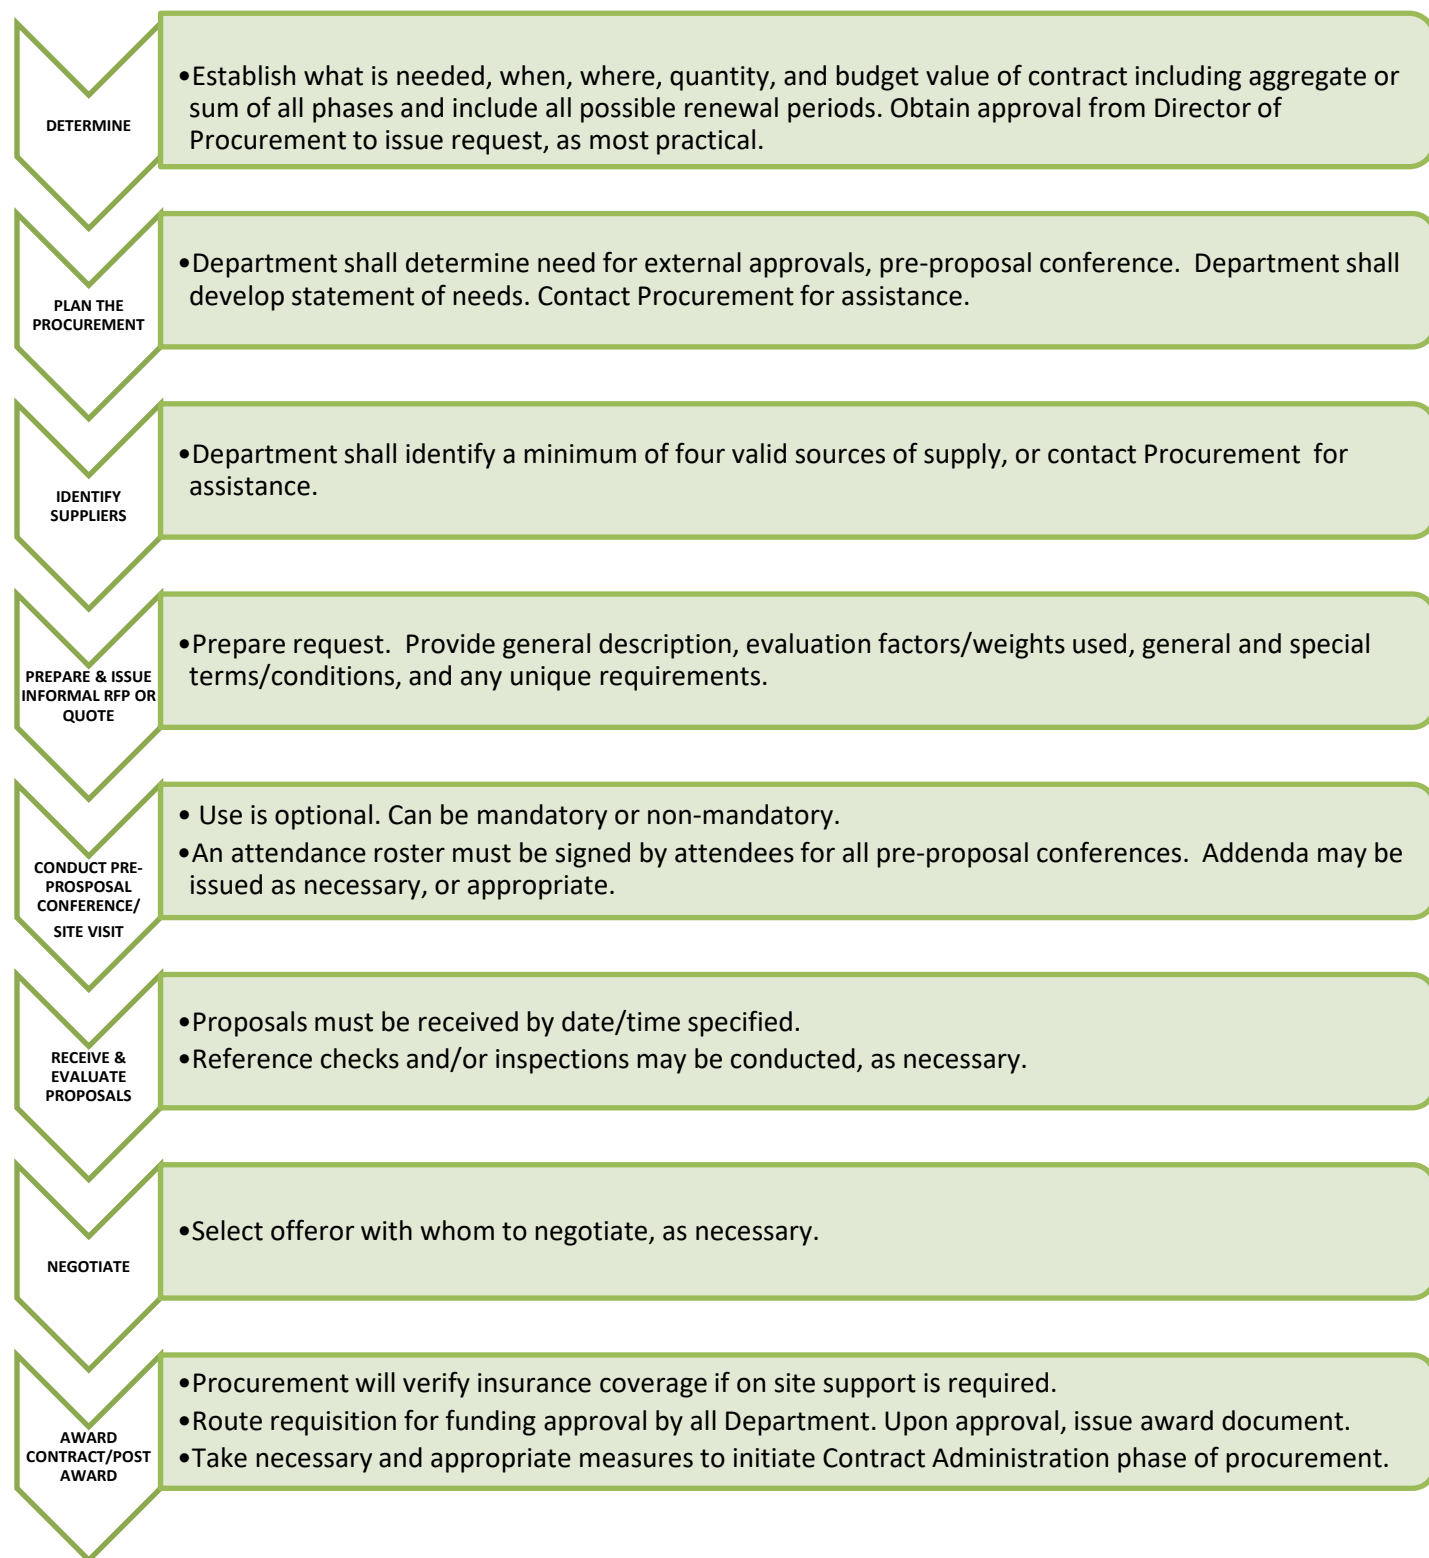 DETERMINE
•Establish what is needed, when, where, quantity, and budget value of contract including aggregate or
sum of all phases and include all possible renewal periods. Obtain approval from Director of
Procurement to issue request, as most practical.
PLAN THE
PROCUREMENT
•Department shall determine need for external approvals, pre-proposal conference.  Department shall
develop statement of needs. Contact Procurement for assistance.
IDENTIFY
SUPPLIERS
•Department shall identify a minimum of four valid sources of supply, or contact Procurement  for
assistance.
PREPARE & ISSUE
INFORMAL RFP OR
QUOTE
•Prepare request.  Provide general description, evaluation factors/weights used, general and special
terms/conditions, and any unique requirements.
CONDUCT PRE-
PROSPOSAL
CONFERENCE/
SITE VISIT
• Use is optional. Can be mandatory or non-mandatory.
•An attendance roster must be signed by attendees for all pre-proposal conferences.  Addenda may be
issued as necessary, or appropriate.
RECEIVE &
EVALUATE
PROPOSALS
•Proposals must be received by date/time specified.
•Reference checks and/or inspections may be conducted, as necessary.
NEGOTIATE
•Select offeror with whom to negotiate, as necessary.
AWARD
CONTRACT/POST
AWARD
•Procurement will verify insurance coverage if on site support is required.
•Route requisition for funding approval by all Department. Upon approval, issue award document.
•Take necessary and appropriate measures to initiate Contract Administration phase of procurement.